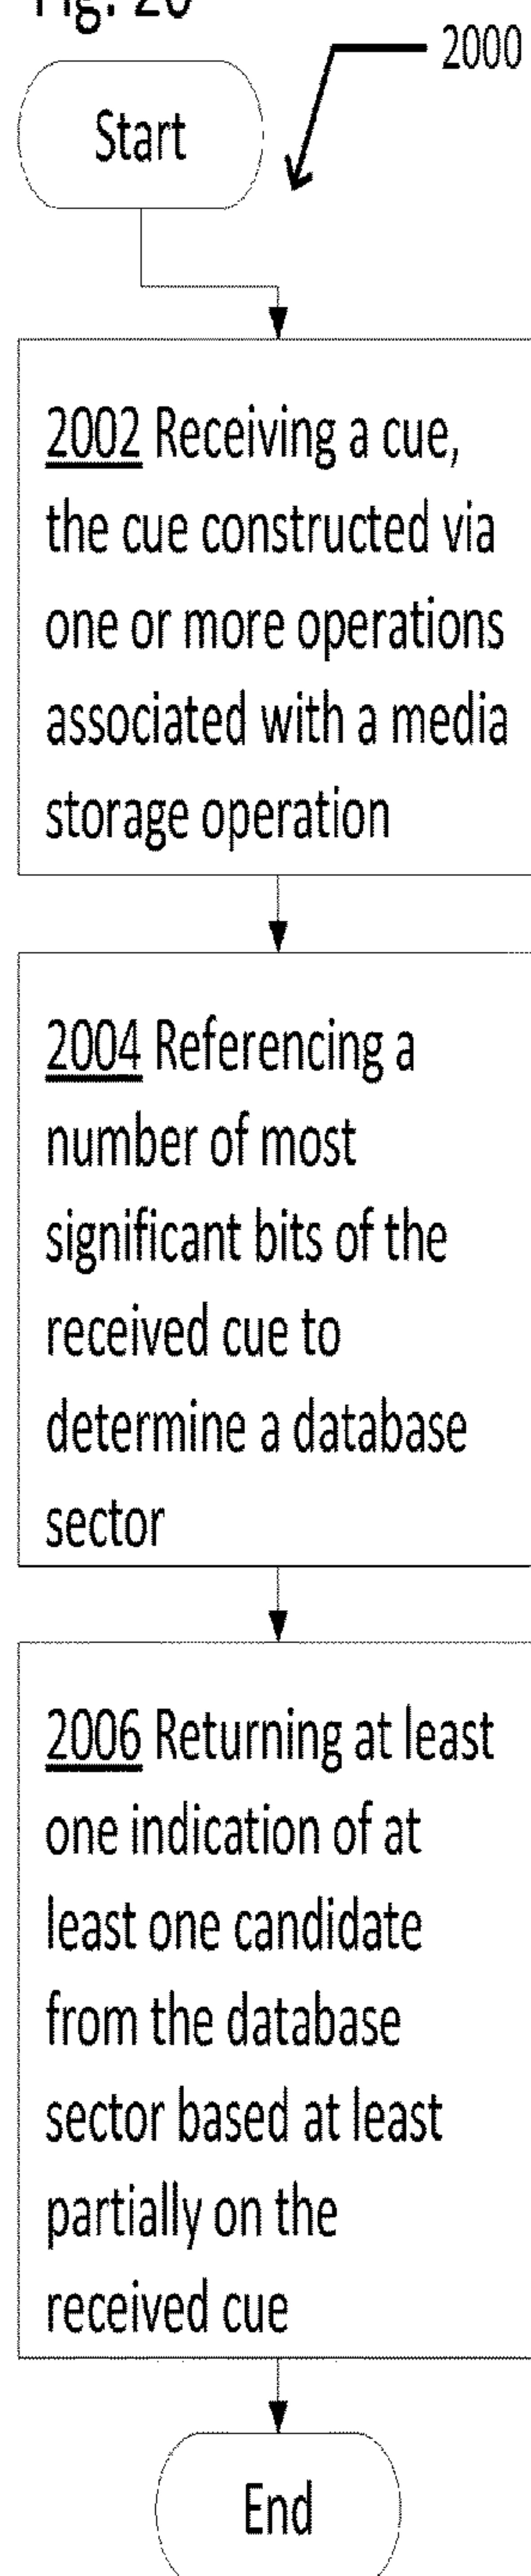 Fig. 20
2000
Start
2002 Receiving a cue,
the cue constructed via
one or more operations
associated with a media
storage operation
2004 Referencing a
number of most
significant bits of the
received cue to
determine a database
sector
2006 Returning at least
one indication of at
least one candidate
from the database
sector based at least
partially on the
received cue
End